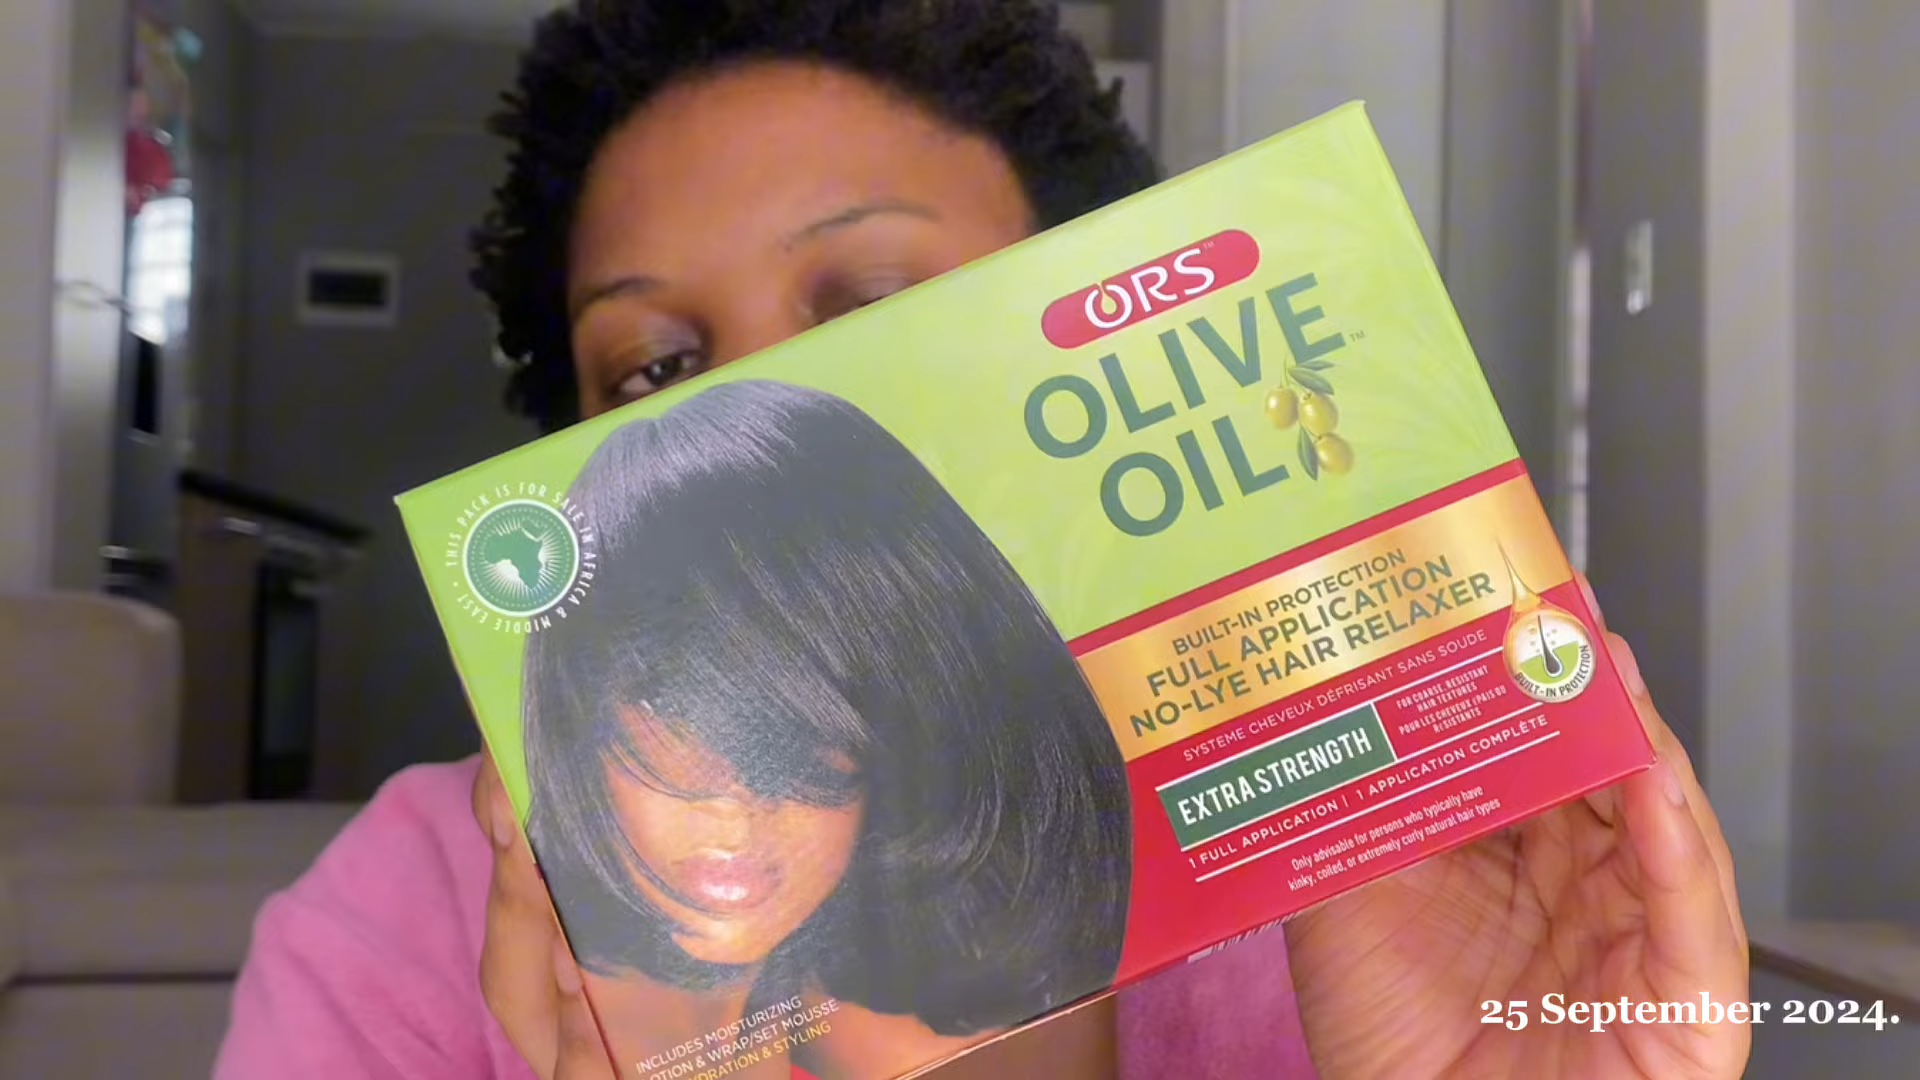 ORS™
OLIVE™
OIL
THIS PACK IS FOR SALE IN AFRICA & MIDDLE EAST •
BUILT-IN PROTECTION
FULL APPLICATION
NO-LYE HAIR RELAXER
BUILT-IN PROTECTION
SYSTEME CHEVEUX DÉFRISANT SANS SOUDE
EXTRA STRENGTH
FOR COARSE, RESISTANT
HAIR TEXTURES
POUR LES CHEVEUX ÉPAIS OU
RÉSISTANTS
1 FULL APPLICATION | 1 APPLICATION COMPLÈTE
Only advisable for persons who typically have
kinky, coiled, or extremely curly natural hair types
INCLUDES MOISTURIZING
& WRAP/SET MOUSSE
& STYLING
25 September 2024.